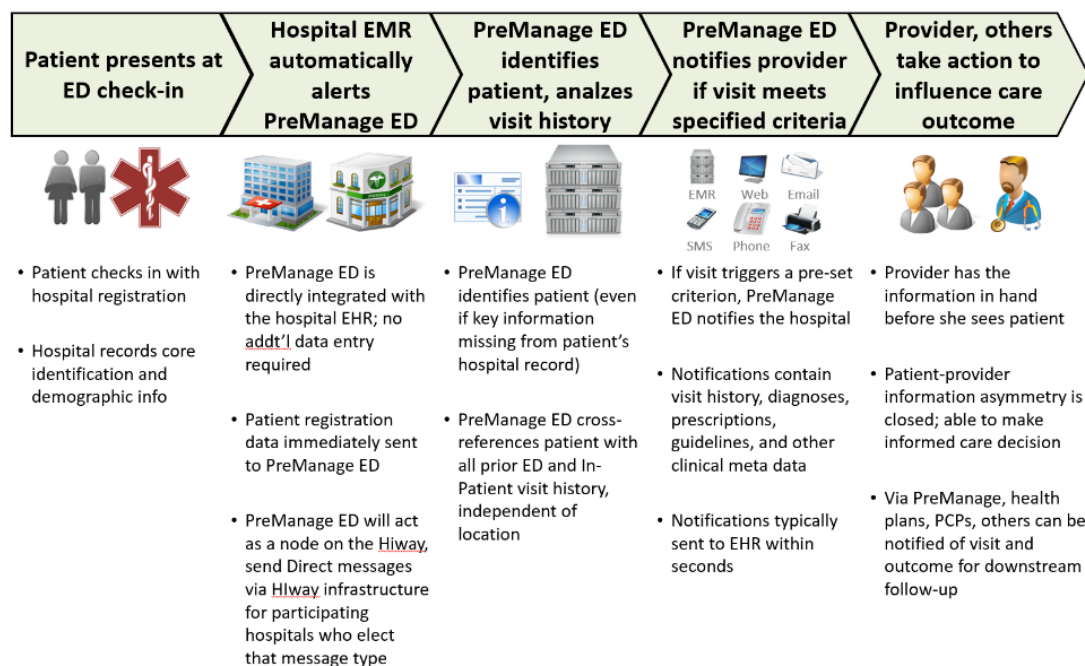 Patient presents at
ED check-in
Hospital EMR
automatically
alerts
PreManage ED
PreManage ED
identifies
patient, analzes
visit history
PreManage ED
notifies provider
if visit meets
specified criteria
Provider, others
take action to
influence care
outcome
EMR Web Email
SMS Phone Fax
• Patient checks in with
hospital registration
• Hospital records core
identification and
demographic info
• PreManage ED is
directly integrated with
the hospital EHR; no
addt'l data entry
required
• Patient registration
data immediately sent
to PreManage ED
• PreManage ED will act
as a node on the Hiway,
send Direct messages
via HIway infrastructure
for participating
hospitals who elect
that message type
• PreManage ED
identifies patient (even
if key information
missing from patient's
hospital record)
• PreManage ED cross-
references patient with
all prior ED and In-
Patient visit history,
independent of
location
• If visit triggers a pre-set
criterion, PreManage
ED notifies the hospital
• Notifications contain
visit history, diagnoses,
prescriptions,
guidelines, and other
clinical meta data
• Notifications typically
sent to EHR within
seconds
• Provider has the
information in hand
before she sees patient
• Patient-provider
information asymmetry is
closed; able to make
informed care decision
• Via PreManage, health
plans, PCPs, others can be
notified of visit and
outcome for downstream
follow-up